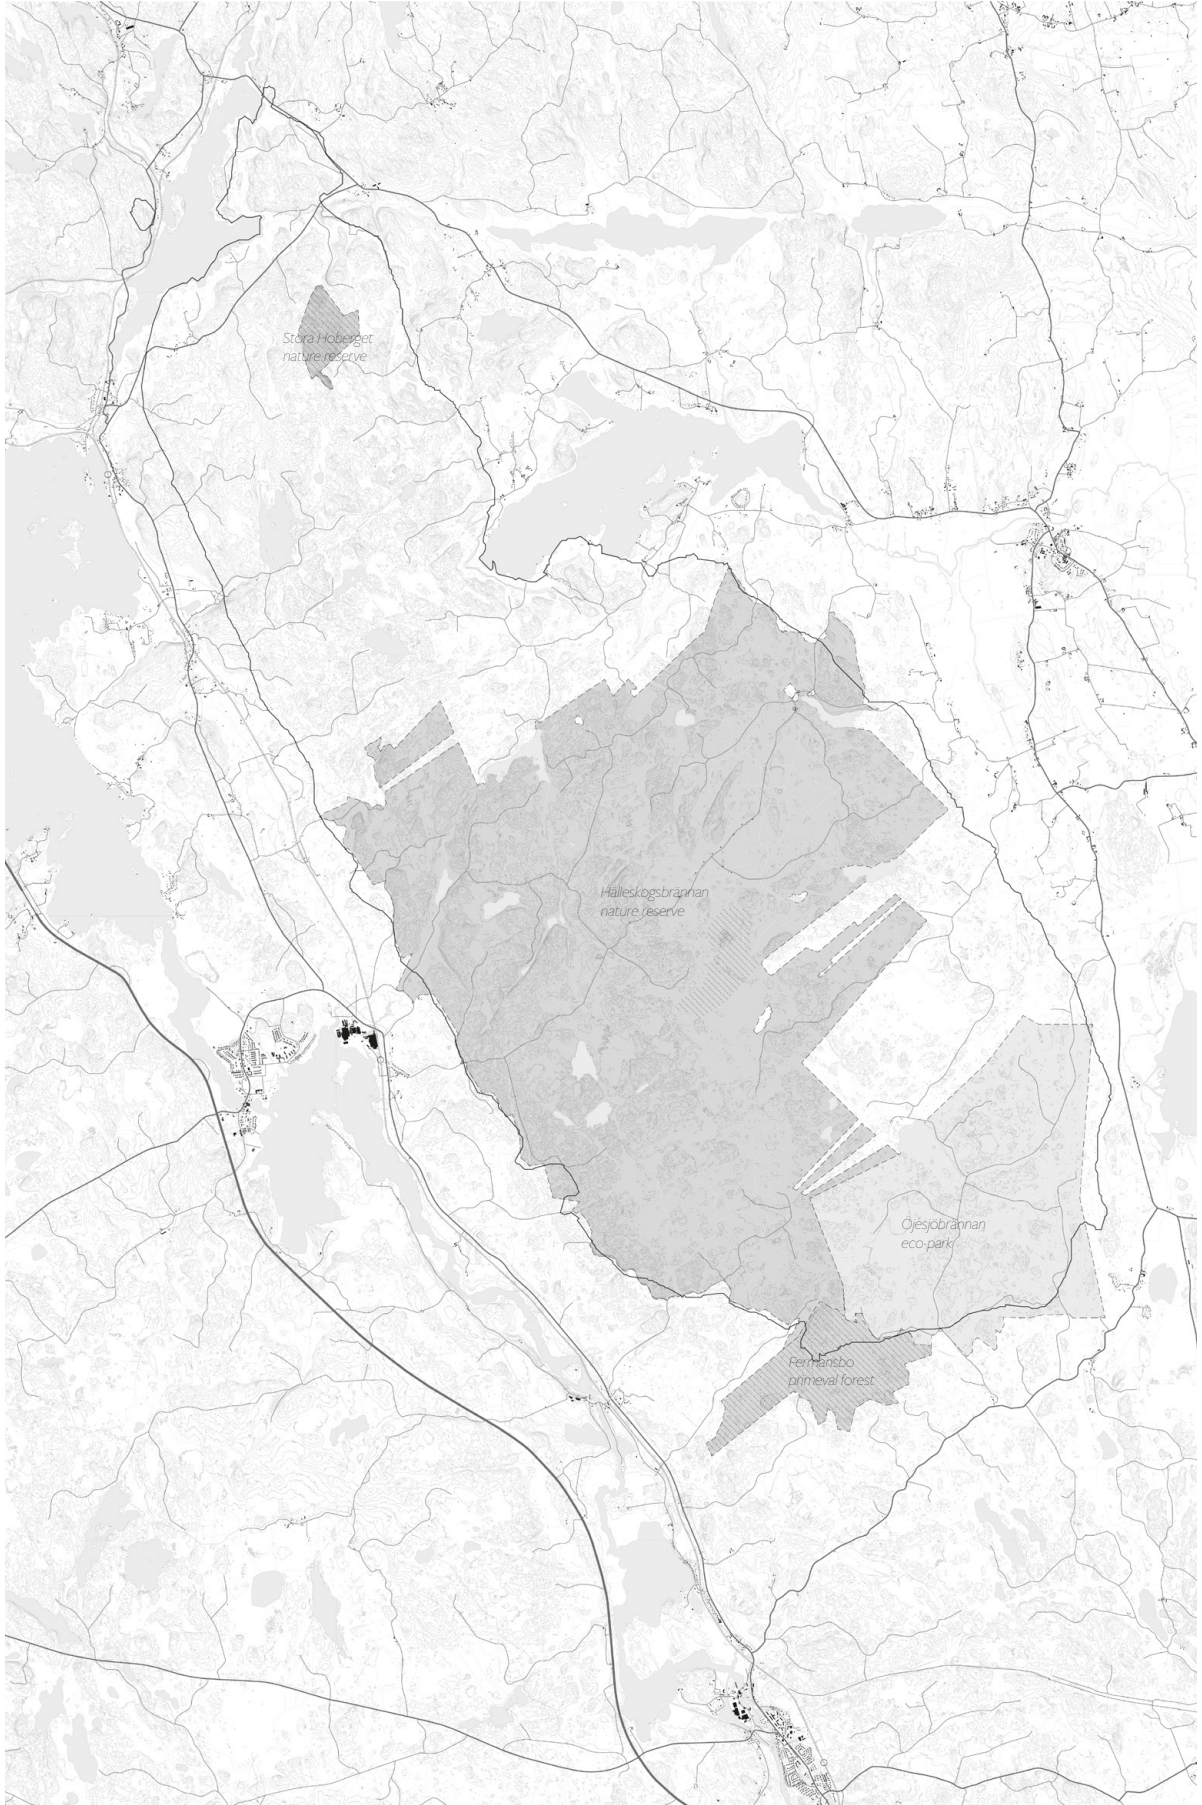 Stora Hoberget
nature reserve
Hälleskogsbrännan
nature reserve
Öjesjöbrännan
eco-park
Fermansbo
primeval forest